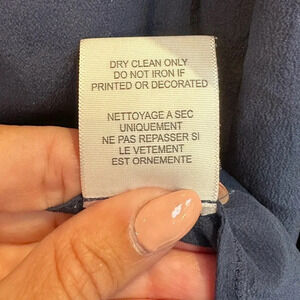 DRY CLEAN ONLY
DO NOT IRON IF
PRINTED OR DECORATED
NETTOYAGE A SEC
UNIQUEMENT
NE PAS REPASSER SI
LE VETEMENT
EST ORNEMENTE